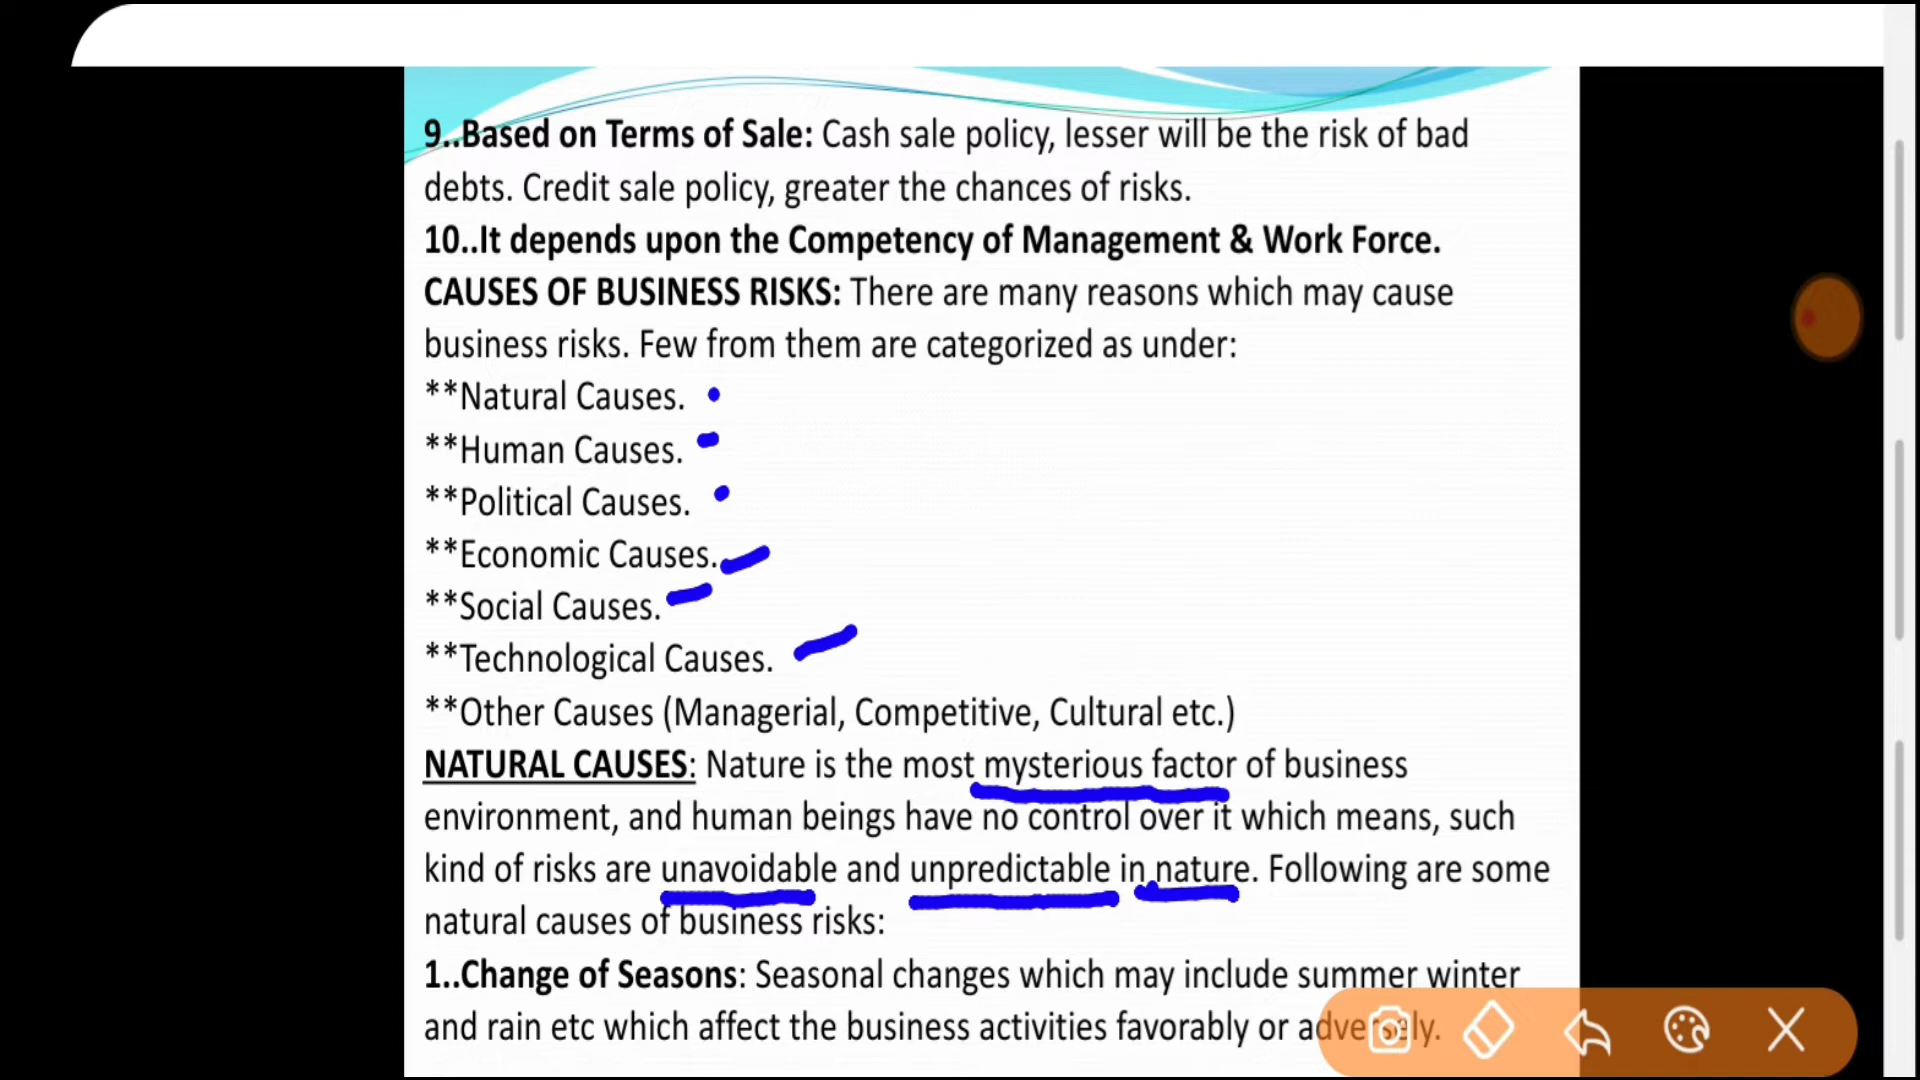 9..Based on Terms of Sale: Cash sale policy, lesser will be the risk of bad
debts. Credit sale policy, greater the chances of risks.
10..It depends upon the Competency of Management & Work Force.
CAUSES OF BUSINESS RISKS: There are many reasons which may cause
business risks. Few from them are categorized as under:
**Natural Causes.
**Human Causes.
**Political Causes.
**Economic Causes.
**Social Causes.
**Technological Causes.
**Other Causes (Managerial, Competitive, Cultural etc.)
NATURAL CAUSES: Nature is the most mysterious factor of business
environment, and human beings have no control over it which means, such
kind of risks are unavoidable and unpredictable in nature. Following are some
natural causes of business risks:
1..Change of Seasons: Seasonal changes which may include summer winter
and rain etc which affect the business activities favorably or adversely.